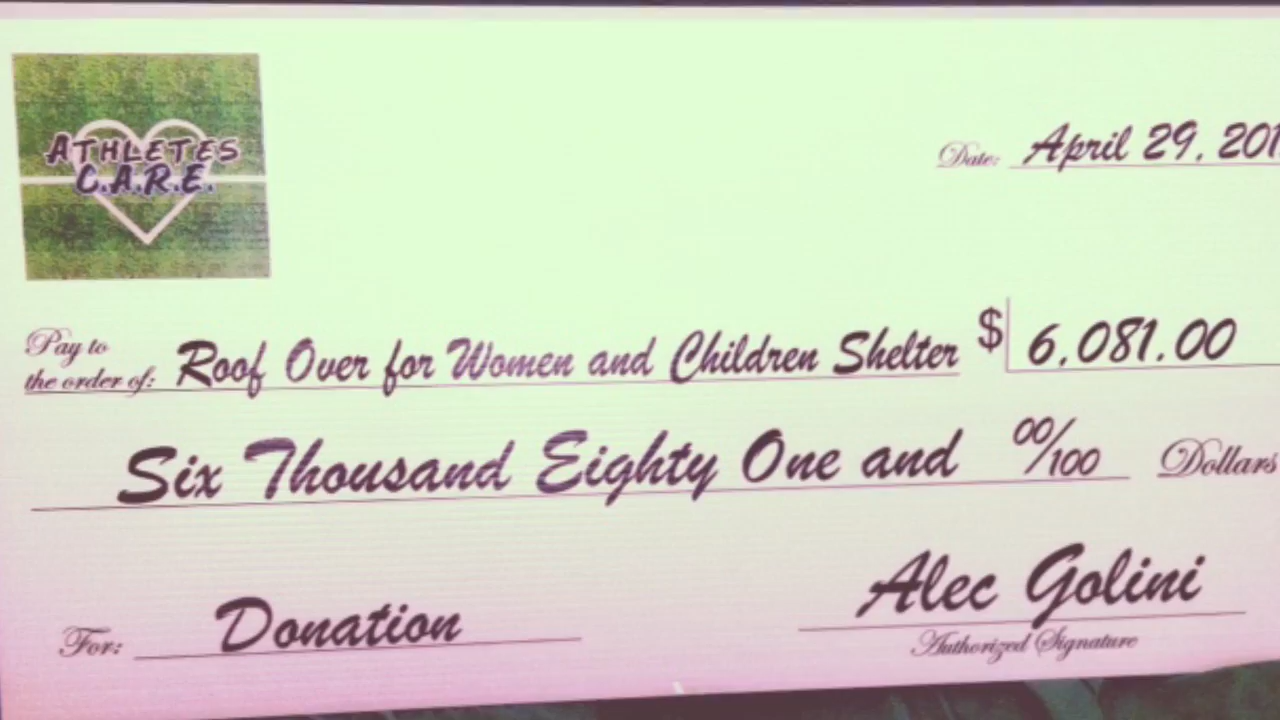 ATHLETES
C.A.R.E.
Date: April 29, 201
Pay to
the order of: Roof Over for Women and Children Shelter $ 6,081.00
Six Thousand Eighty One and 00/100 Dollars
For: Donation
Alec Golini
Authorized Signature